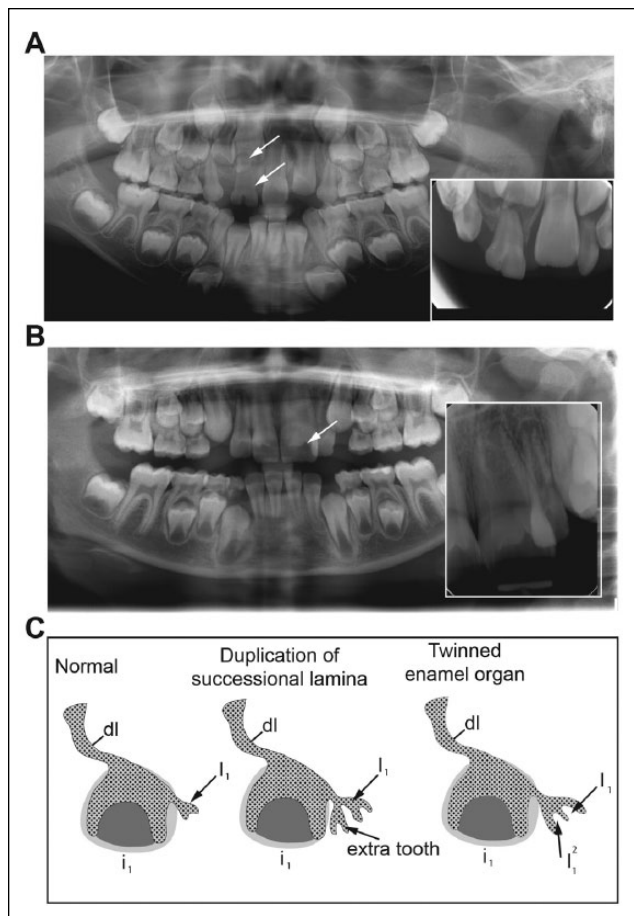 A
B
C
Normal
Duplication of
successional lamina
Twinned
enamel organ
dl
I₁
i₁
dl
I₁
extra tooth
i₁
dl
I₁
I₁²
i₁